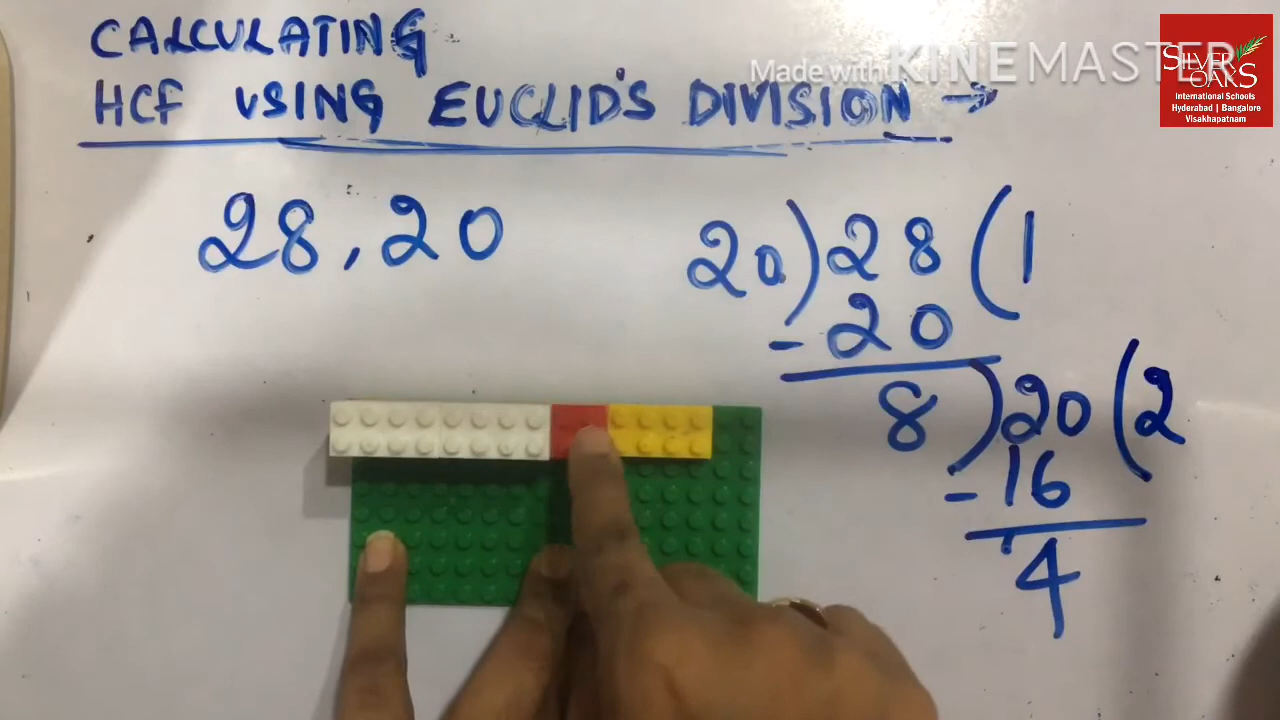 CALCULATING
HCF USING EUCLID'S DIVISION →
Made with KINEMASTER
SILVER
OAKS
International Schools
Hyderabad | Bangalore
Visakhapatnam
28, 20
20) 28 (1
- 20
8) 20 (2
- 16
4